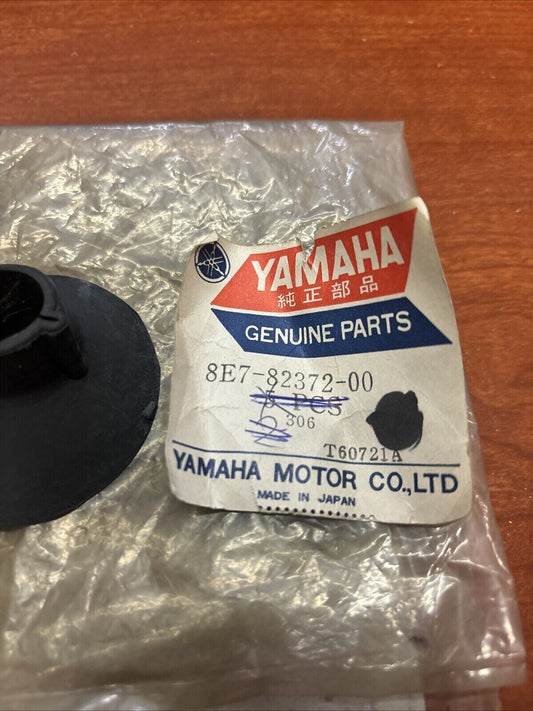 YAMAHA
純正部品
GENUINE PARTS
8E7-82372-00
5 PCS
306
T60721A
YAMAHA MOTOR CO.,LTD
MADE IN JAPAN